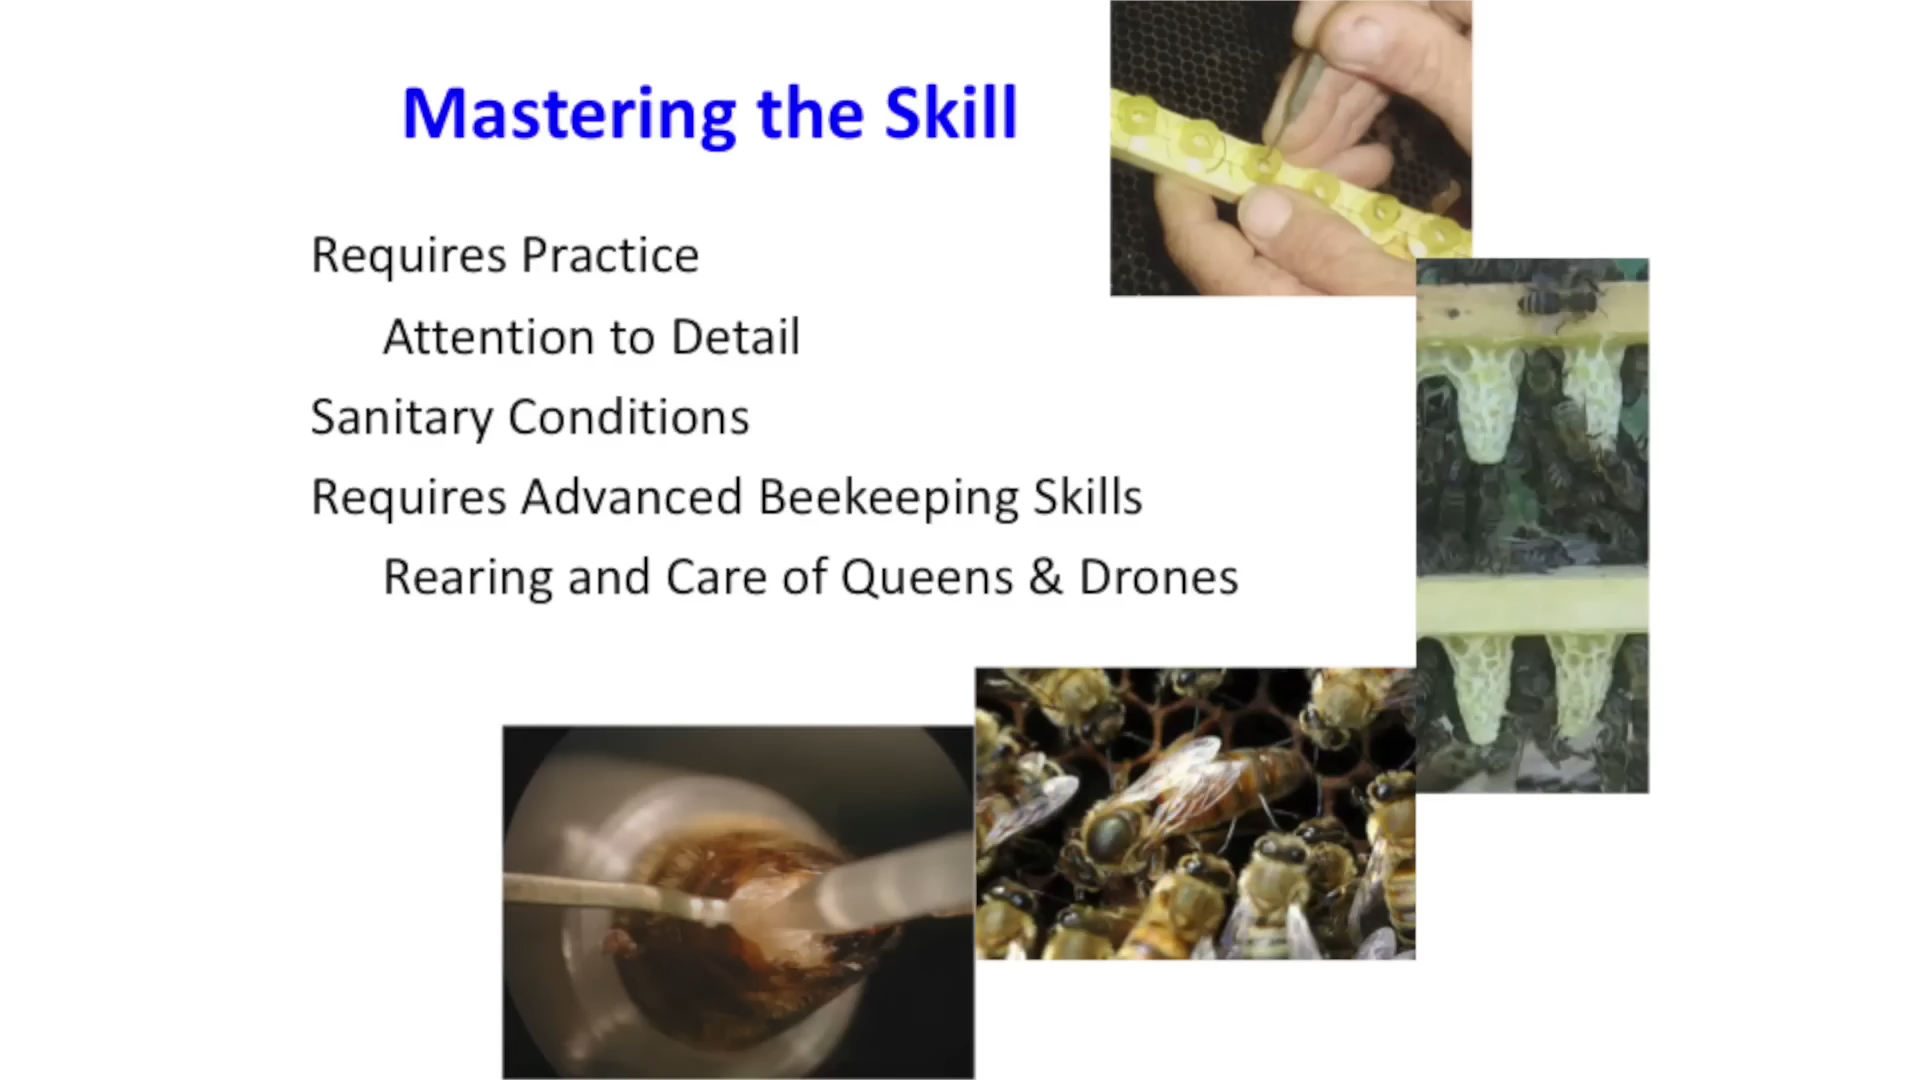 Mastering the Skill
Requires Practice
Attention to Detail
Sanitary Conditions
Requires Advanced Beekeeping Skills
Rearing and Care of Queens & Drones